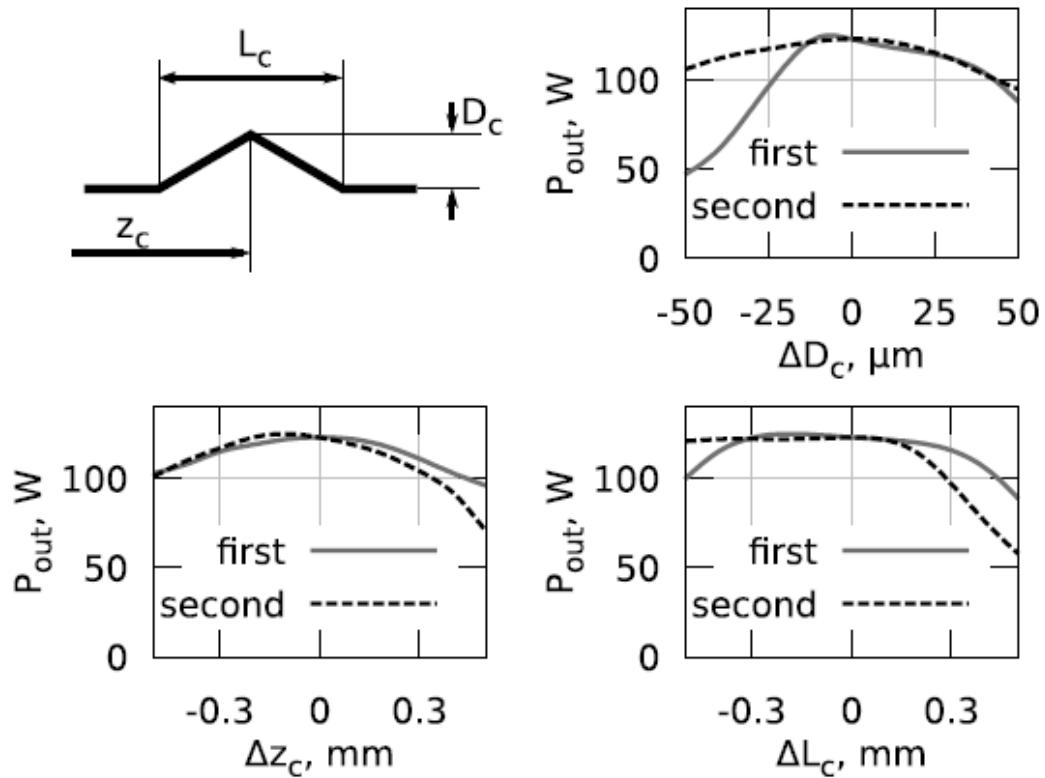 L_c
D_c
z_c
P_out, W
100
50
0
first
second
-50 -25 0 25 50
ΔD_c, μm
P_out, W
100
50
0
first
second
-0.3 0 0.3
Δz_c, mm
P_out, W
100
50
0
first
second
-0.3 0 0.3
ΔL_c, mm